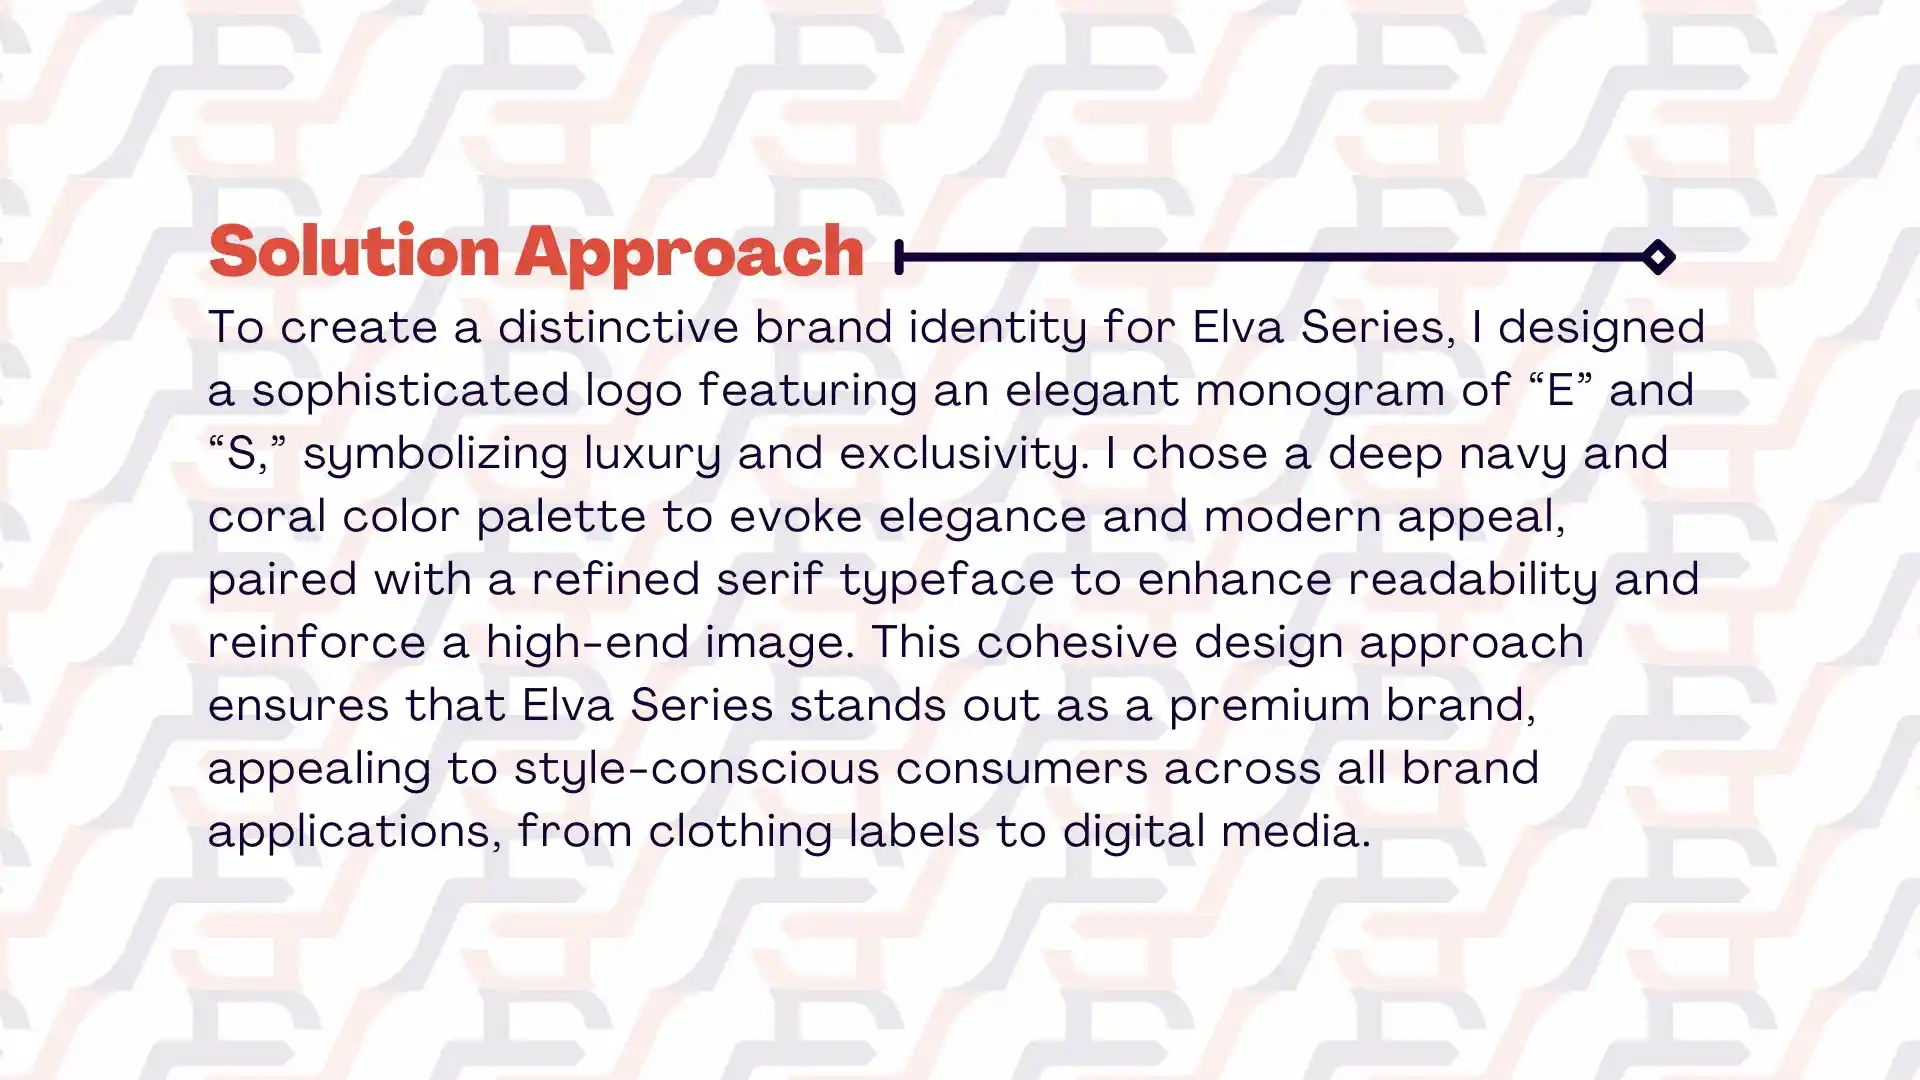 Solution Approach
To create a distinctive brand identity for Elva Series, I designed
a sophisticated logo featuring an elegant monogram of “E” and
“S,” symbolizing luxury and exclusivity. I chose a deep navy and
coral color palette to evoke elegance and modern appeal,
paired with a refined serif typeface to enhance readability and
reinforce a high-end image. This cohesive design approach
ensures that Elva Series stands out as a premium brand,
appealing to style-conscious consumers across all brand
applications, from clothing labels to digital media.